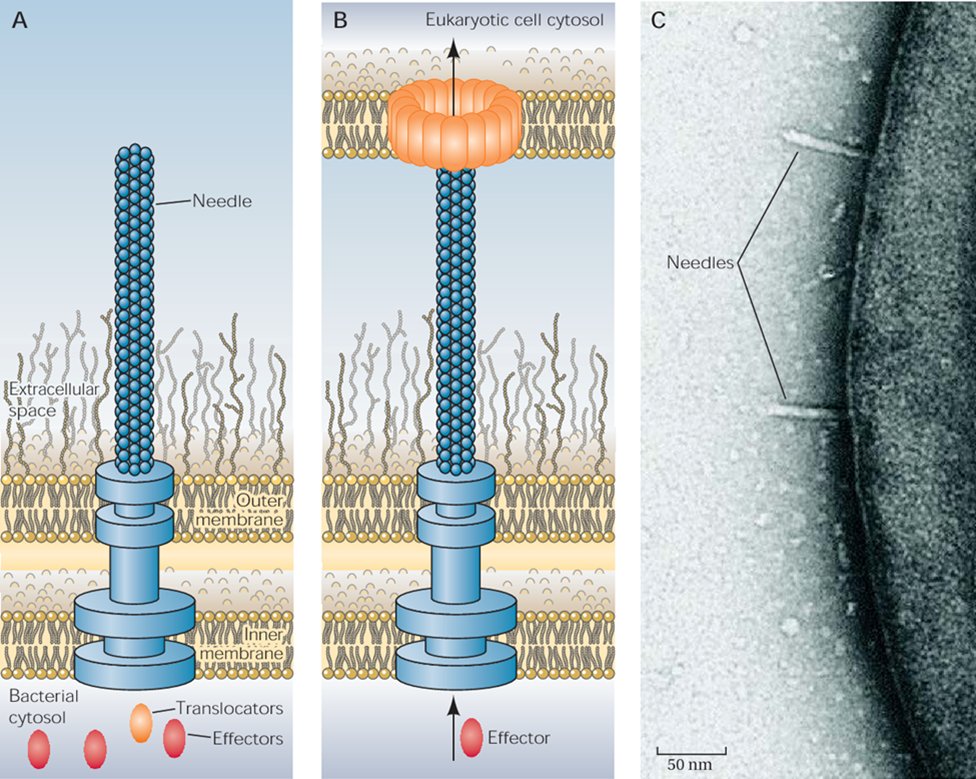 A
Needle
Extracellular
space
Outer
membrane
Inner
membrane
Bacterial
cytosol
Translocators
Effectors
B
Eukaryotic cell cytosol
Effector
C
Needles
50 nm